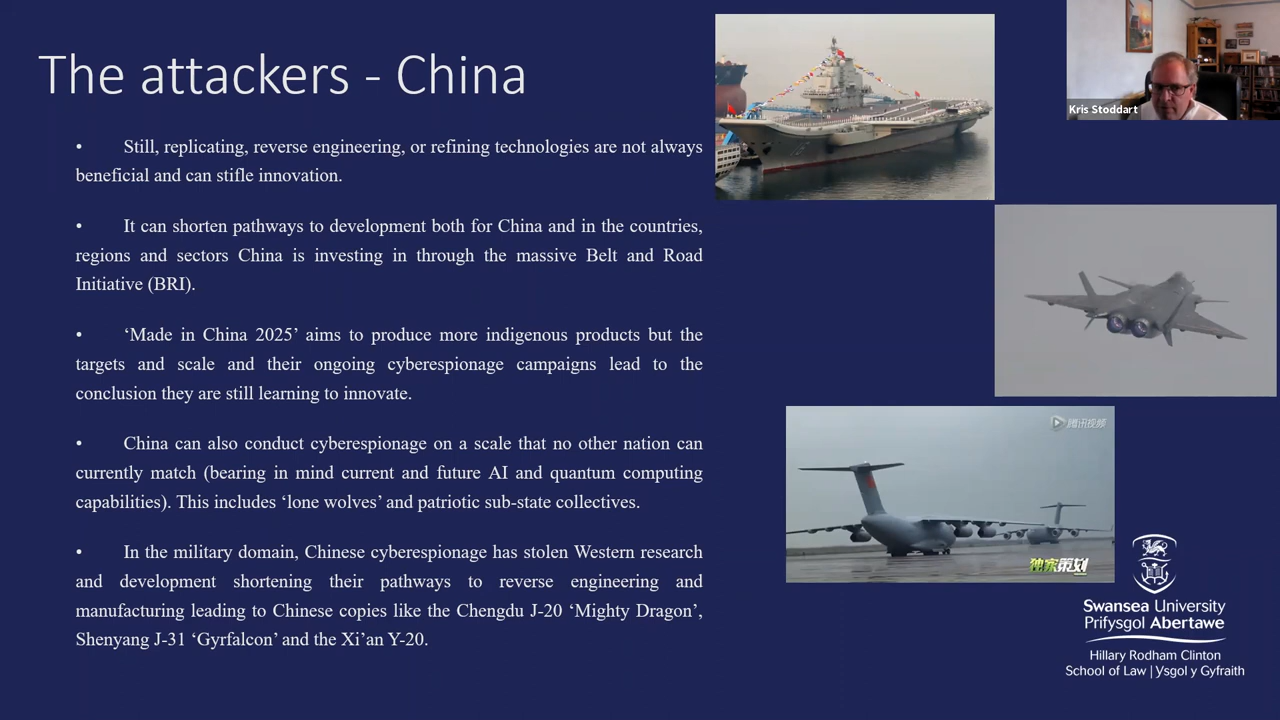 The attackers - China
• Still, replicating, reverse engineering, or refining technologies are not always
beneficial and can stifle innovation.
• It can shorten pathways to development both for China and in the countries,
regions and sectors China is investing in through the massive Belt and Road
Initiative (BRI).
• ‘Made in China 2025’ aims to produce more indigenous products but the
targets and scale and their ongoing cyberespionage campaigns lead to the
conclusion they are still learning to innovate.
• China can also conduct cyberespionage on a scale that no other nation can
currently match (bearing in mind current and future AI and quantum computing
capabilities). This includes ‘lone wolves’ and patriotic sub-state collectives.
• In the military domain, Chinese cyberespionage has stolen Western research
and development shortening their pathways to reverse engineering and
manufacturing leading to Chinese copies like the Chengdu J-20 ‘Mighty Dragon’,
Shenyang J-31 ‘Gyrfalcon’ and the Xi’an Y-20.
Kris Stoddart
腾讯视频
独家策划
Swansea University
Prifysgol Abertawe
Hillary Rodham Clinton
School of Law | Ysgol y Gyfraith